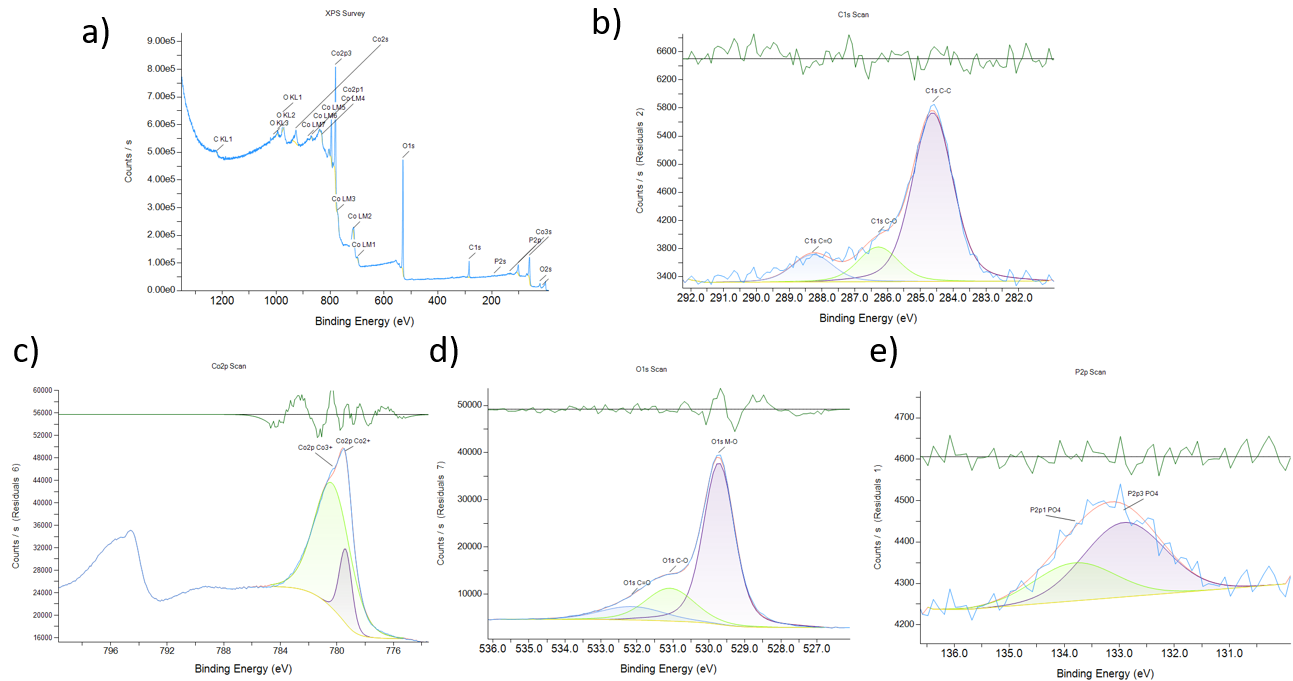 a)
XPS Survey
9.00e5
8.00e5
7.00e5
6.00e5
5.00e5
4.00e5
3.00e5
2.00e5
1.00e5
0.00e0
Counts / s
C KL1
O KL1
O KL2
O KL3
Co2s
Co2p3
Co2p1
Co LM4
Co LM5
Co LM6
Co LM7
Co LM3
Co LM2
Co LM1
O1s
C1s
P2s
P2p
Co3s
O2s
1200 1000 800 600 400 200
Binding Energy (eV)
b)
C1s Scan
6600
6200
5400
5000
4600
4200
3800
3400
Counts / s (Residuals 2)
C1s C-C
C1s C-O
C1s C=O
292.0 291.0 290.0 289.0 288.0 287.0 286.0 285.0 284.0 283.0 282.0
Binding Energy (eV)
c)
Co2p Scan
60000
56000
52000
48000
44000
40000
36000
32000
28000
24000
20000
16000
Counts / s (Residuals 6)
Co2p Co3+
Co2p Co2+
796 792 788 784 780 776
Binding Energy (eV)
d)
O1s Scan
50000
40000
30000
20000
10000
Counts / s (Residuals 7)
O1s M-O
O1s C-O
O1s C=O
536.0 535.0 534.0 533.0 532.0 531.0 530.0 529.0 528.0 527.0
Binding Energy (eV)
e)
P2p Scan
4700
4600
4500
4400
4300
4200
Counts / s (Residuals 1)
P2p1 PO4
P2p3 PO4
136.0 135.0 134.0 133.0 132.0 131.0
Binding Energy (eV)